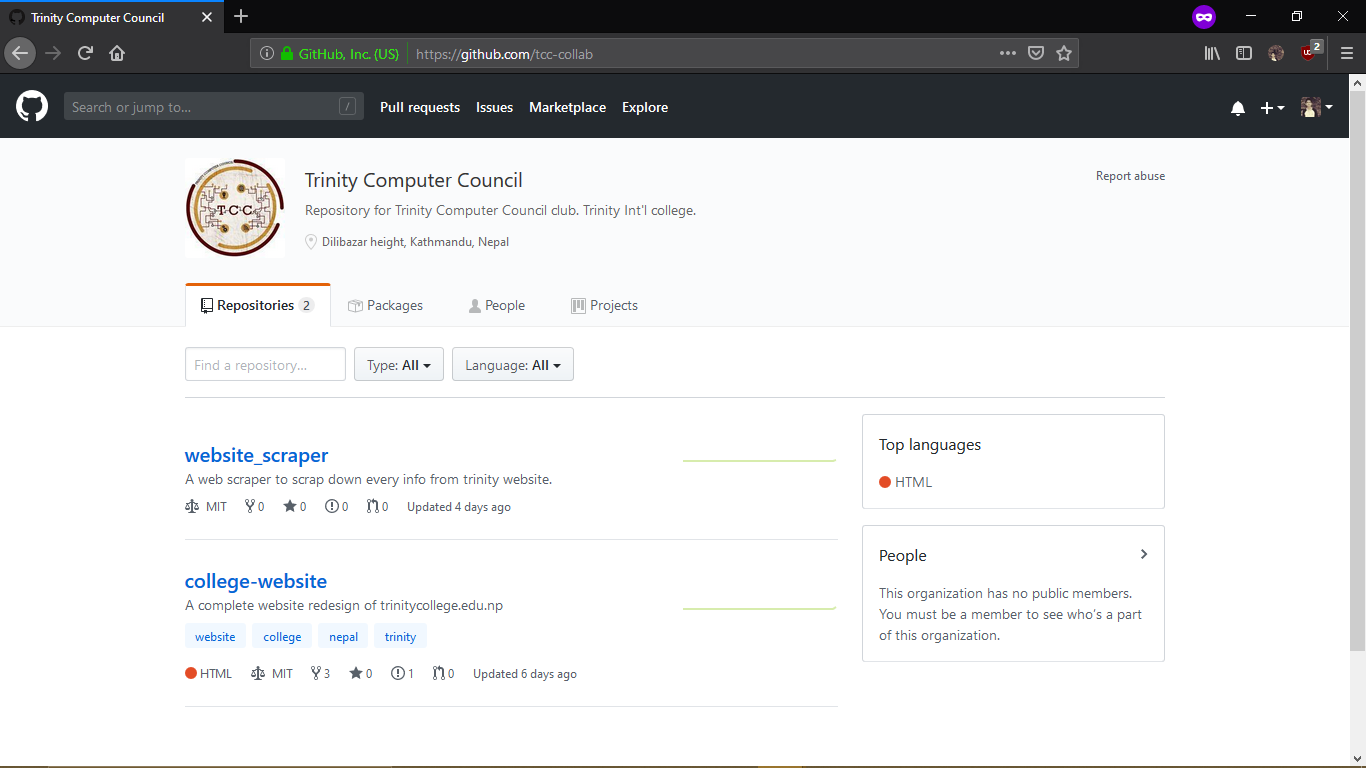 Trinity Computer Council
GitHub, Inc. (US)
https://github.com/tcc-collab
2
Search or jump to...
/
Pull requests
Issues
Marketplace
Explore
TRINITY COMPUTER COUNCIL
T.C.C.
Trinity Computer Council
Report abuse
Repository for Trinity Computer Council club. Trinity Int'l college.
Dilibazar height, Kathmandu, Nepal
Repositories 2
Packages
People
Projects
Find a repository...
Type: All
Language: All
website_scraper
A web scraper to scrap down every info from trinity website.
MIT 0 0 0 0 Updated 4 days ago
college-website
A complete website redesign of trinitycollege.edu.np
website college nepal trinity
HTML MIT 3 0 1 0 Updated 6 days ago
Top languages
HTML
People
This organization has no public members.
You must be a member to see who's a part
of this organization.